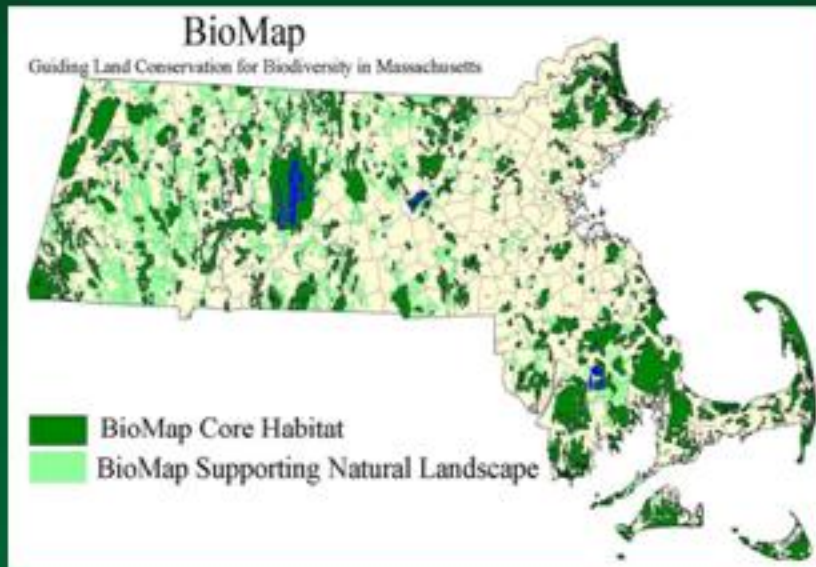 BioMap
Guiding Land Conservation for Biodiversity in Massachusetts
BioMap Core Habitat
BioMap Supporting Natural Landscape